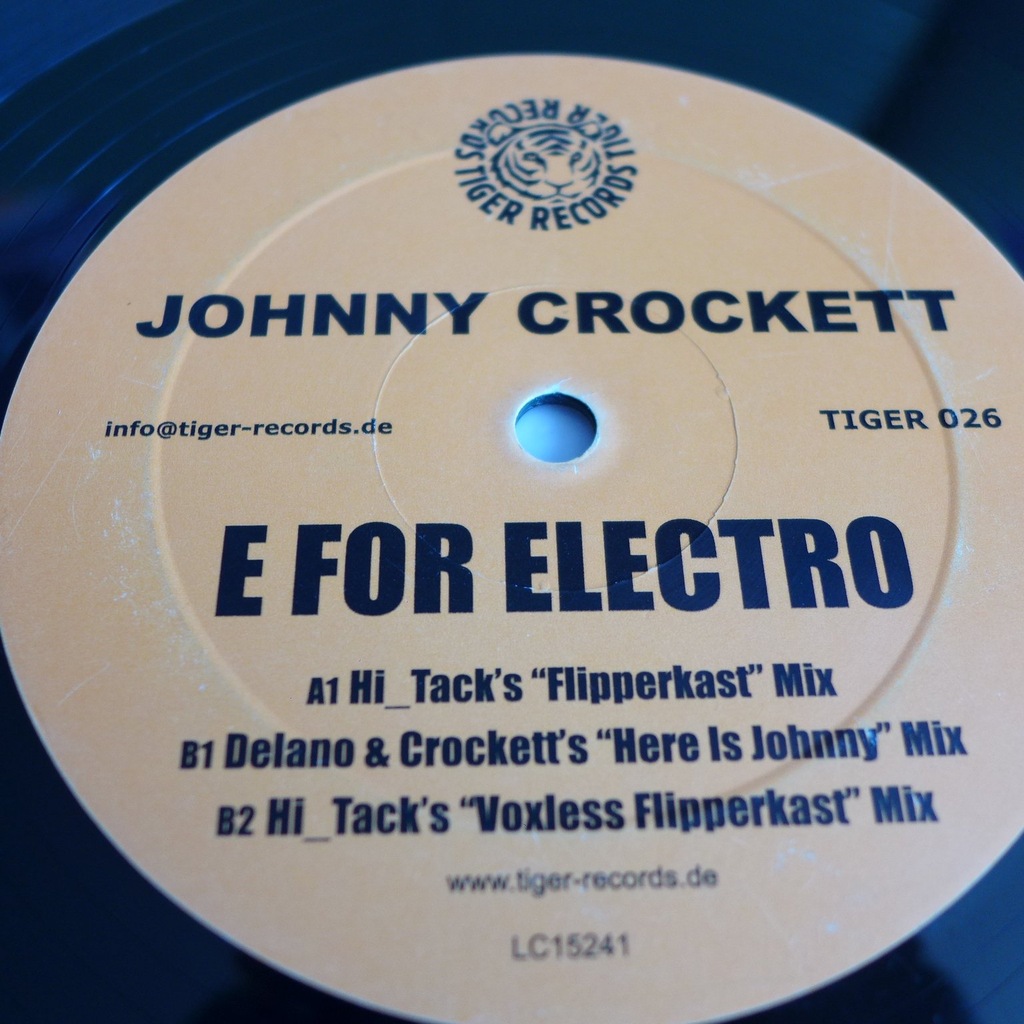 TIGER RECORDS TIGER RECORDS
JOHNNY CROCKETT
info@tiger-records.de
TIGER 026
E FOR ELECTRO
A1 Hi_Tack's “Flipperkast” Mix
B1 Delano & Crockett's “Here Is Johnny” Mix
B2 Hi_Tack's “Voxless Flipperkast” Mix
www.tiger-records.de
LC15241